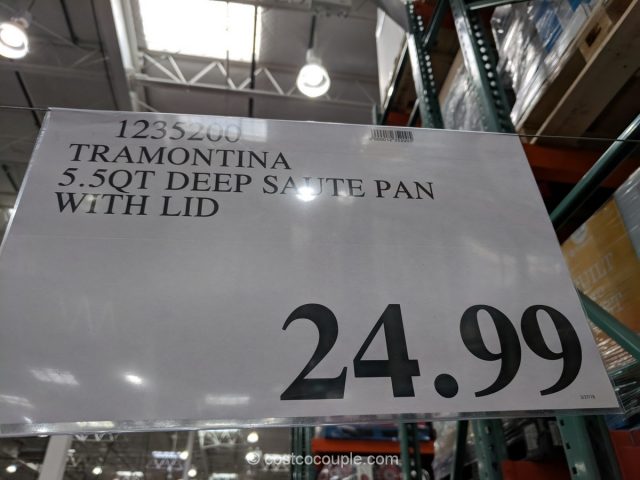 1235200
TRAMONTINA
5.5QT DEEP SAUTE PAN
WITH LID
24.99
© costcocouple.com